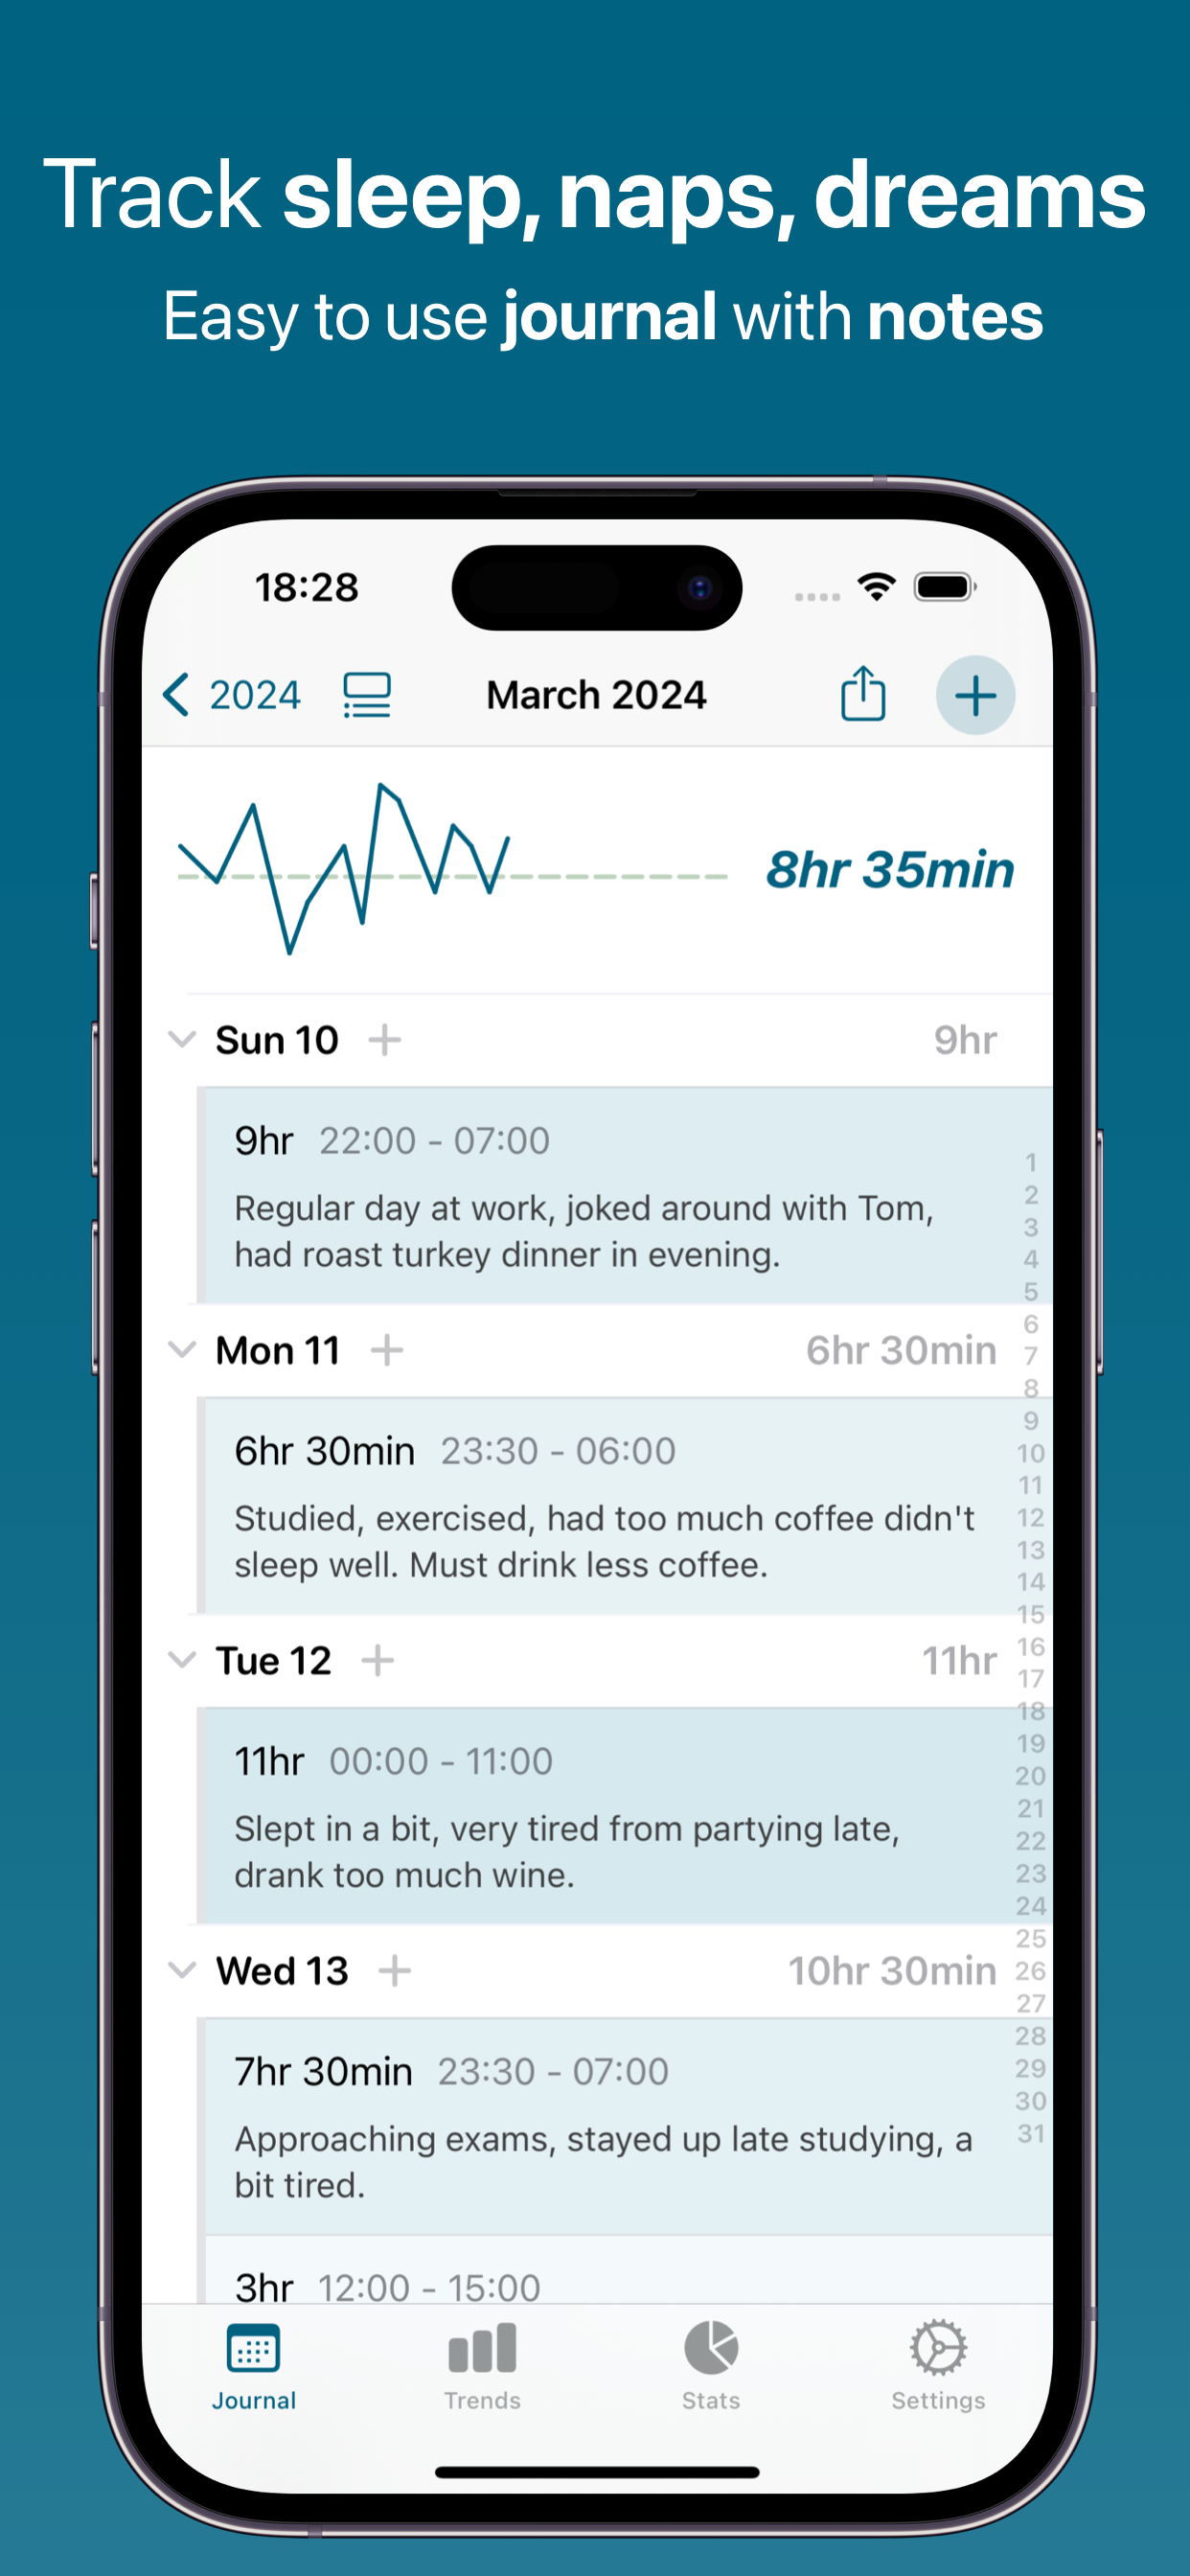 Track sleep, naps, dreams
Easy to use journal with notes
18:28
2024
March 2024
8hr 35min
Sun 10
9hr
9hr 22:00 - 07:00
Regular day at work, joked around with Tom,
had roast turkey dinner in evening.
Mon 11
6hr 30min
6hr 30min 23:30 - 06:00
Studied, exercised, had too much coffee didn't
sleep well. Must drink less coffee.
Tue 12
11hr
11hr 00:00 - 11:00
Slept in a bit, very tired from partying late,
drank too much wine.
Wed 13
10hr 30min
7hr 30min 23:30 - 07:00
Approaching exams, stayed up late studying, a
bit tired.
3hr 12:00 - 15:00
1
2
3
4
5
6
7
8
9
10
11
12
13
14
15
16
17
18
19
20
21
22
23
24
25
26
27
28
29
30
31
Journal
Trends
Stats
Settings